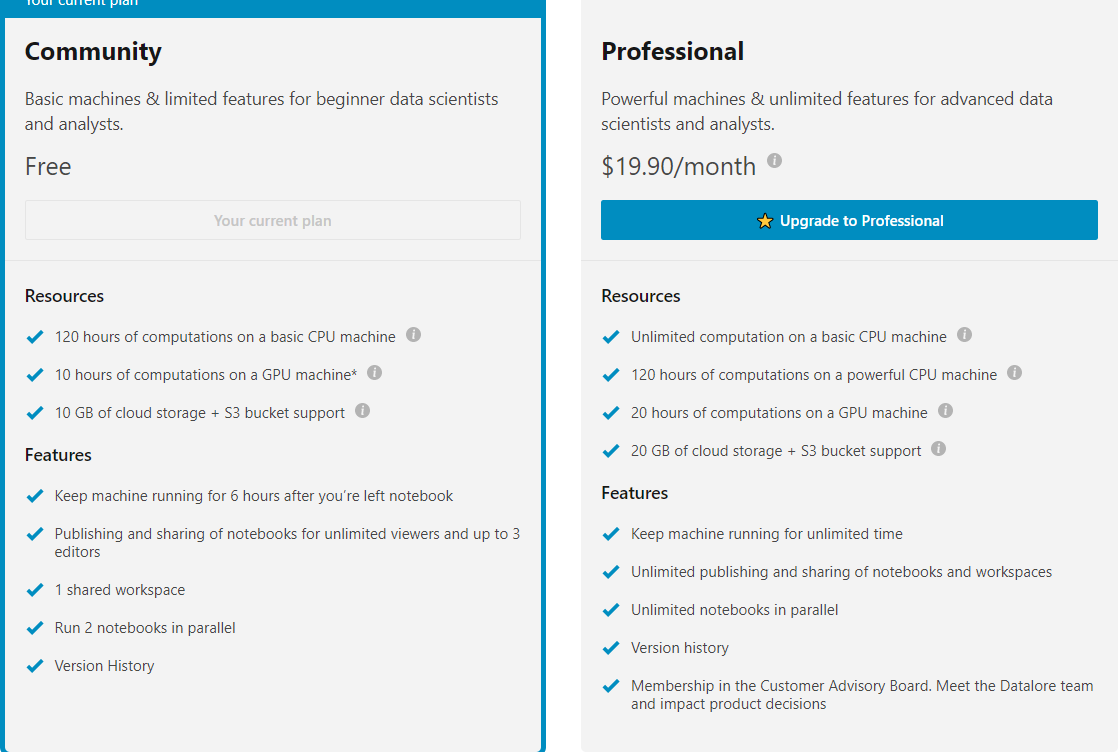 Your current plan
Community
Basic machines & limited features for beginner data scientists
and analysts.
Free
Your current plan
Resources
120 hours of computations on a basic CPU machine
10 hours of computations on a GPU machine*
10 GB of cloud storage + S3 bucket support
Features
Keep machine running for 6 hours after you're left notebook
Publishing and sharing of notebooks for unlimited viewers and up to 3
editors
1 shared workspace
Run 2 notebooks in parallel
Version History
Professional
Powerful machines & unlimited features for advanced data
scientists and analysts.
$19.90/month
Upgrade to Professional
Resources
Unlimited computation on a basic CPU machine
120 hours of computations on a powerful CPU machine
20 hours of computations on a GPU machine
20 GB of cloud storage + S3 bucket support
Features
Keep machine running for unlimited time
Unlimited publishing and sharing of notebooks and workspaces
Unlimited notebooks in parallel
Version history
Membership in the Customer Advisory Board. Meet the Datalore team
and impact product decisions